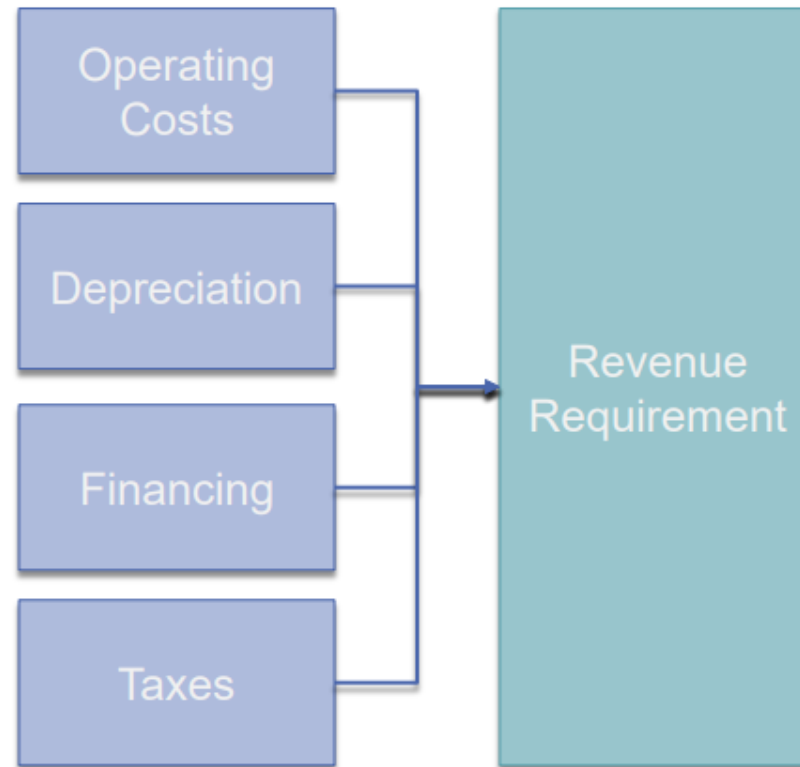 Operating
Costs
Depreciation
Financing
Taxes
Revenue
Requirement